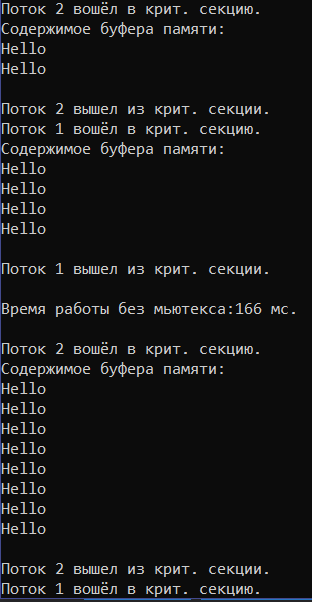 Поток 2 вошёл в крит. секцию.
Содержимое буфера памяти:
Hello
Hello
Поток 2 вышел из крит. секции.
Поток 1 вошёл в крит. секцию.
Содержимое буфера памяти:
Hello
Hello
Hello
Hello
Поток 1 вышел из крит. секции.
Время работы без мьютекса:166 мс.
Поток 2 вошёл в крит. секцию.
Содержимое буфера памяти:
Hello
Hello
Hello
Hello
Hello
Hello
Hello
Hello
Поток 2 вышел из крит. секции.
Поток 1 вошёл в крит. секцию.